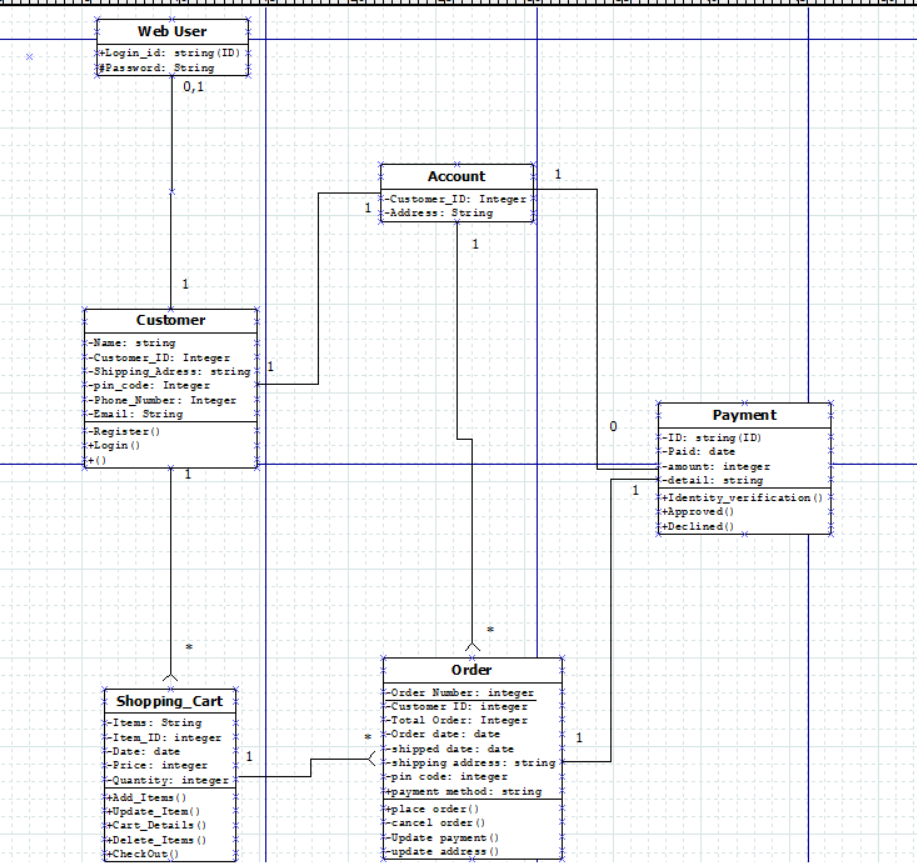 Web User
+Login_id: string(ID)
#Password: String
0,1
1
Account
-Customer_ID: Integer
-Address: String
1
1
1
Customer
-Name: string
-Customer_ID: Integer
-Shipping_Adress: string
-pin_code: Integer
-Phone_Number: Integer
-Email: String
-Register()
+Login()
+()
1
1
Payment
-ID: string(ID)
-Paid: date
-amount: integer
-detail: string
+Identity_verification()
+Approved()
+Declined()
0
1
*
*
Shopping_Cart
-Items: String
-Item_ID: integer
-Date: date
-Price: integer
-Quantity: integer
+Add_Items()
+Update_Item()
+Cart_Details()
+Delete_Items()
+CheckOut()
1
*
Order
-Order Number: integer
-Customer ID: integer
-Total Order: Integer
-Order date: date
-shipped date: date
-shipping address: string
-pin code: integer
+payment method: string
+place order()
-cancel order()
-Update payment()
-update address()
1